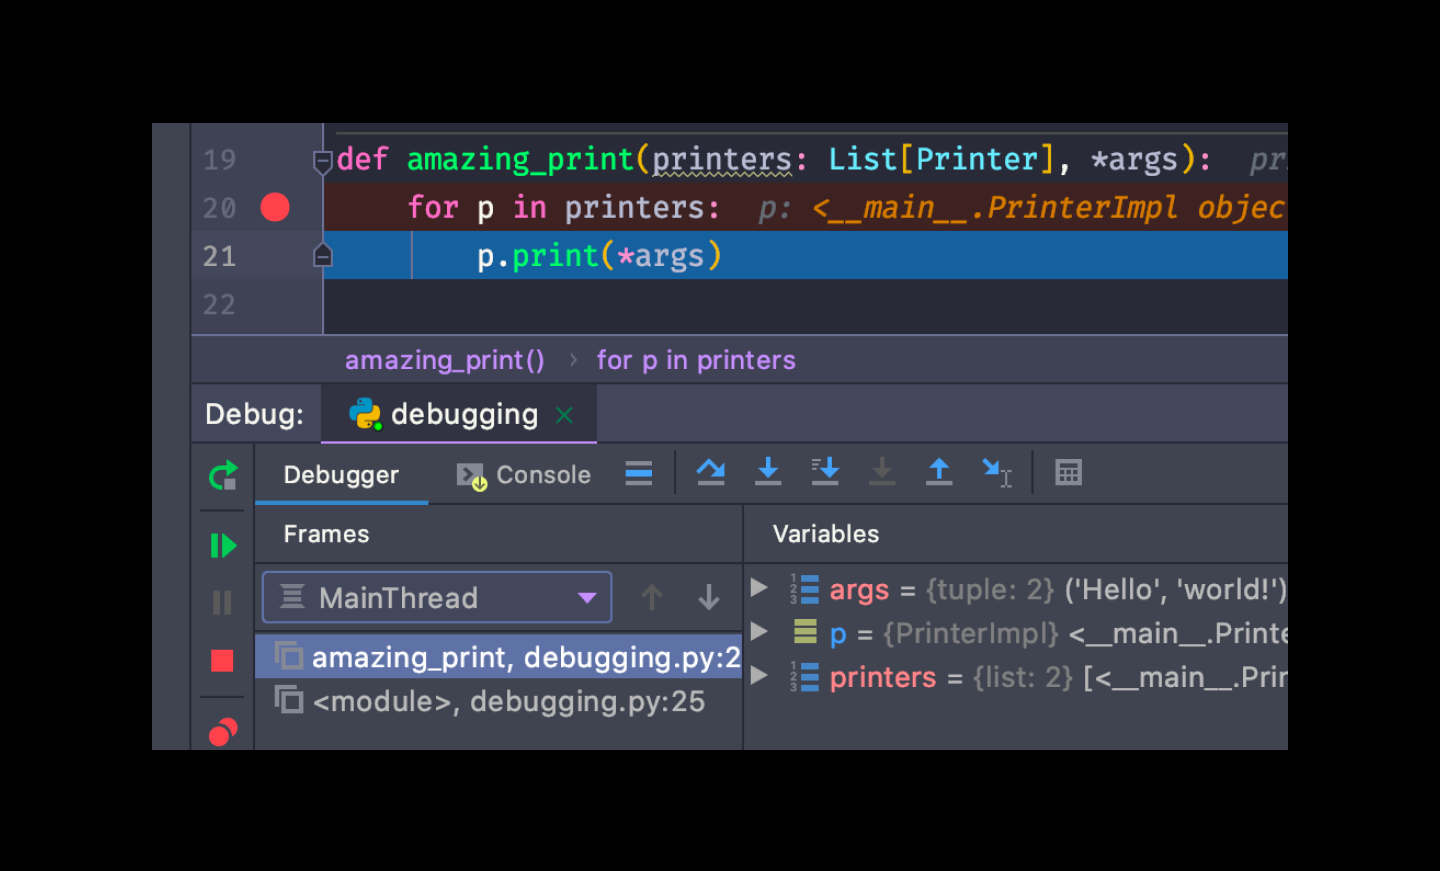 19 def amazing_print(printers: List[Printer], *args): pr
20 for p in printers: p: <__main__.PrinterImpl objec
21 p.print(*args)
22
amazing_print() › for p in printers
Debug: debugging
Debugger Console
Frames Variables
MainThread
args = {tuple: 2} ('Hello', 'world!')
p = {PrinterImpl} <__main__.Printe
printers = {list: 2} [<__main__.Prin
amazing_print, debugging.py:2
<module>, debugging.py:25